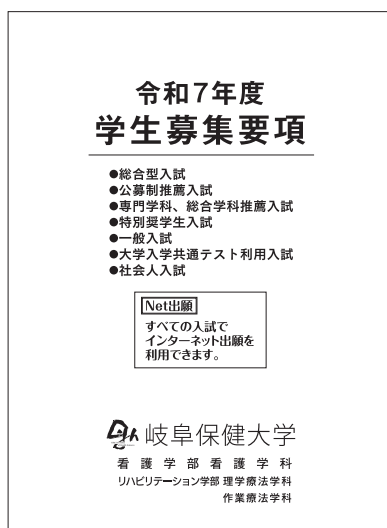 令和7年度
学生募集要項
●総合型入試
●公募制推薦入試
●専門学科、総合学科推薦入試
●特別奨学生入試
●一般入試
●大学入学共通テスト利用入試
●社会人入試
Net出願
すべての入試で
インターネット出願を
利用できます。
岐阜保健大学
看護学部看護学科
リハビリテーション学部 理学療法学科
作業療法学科